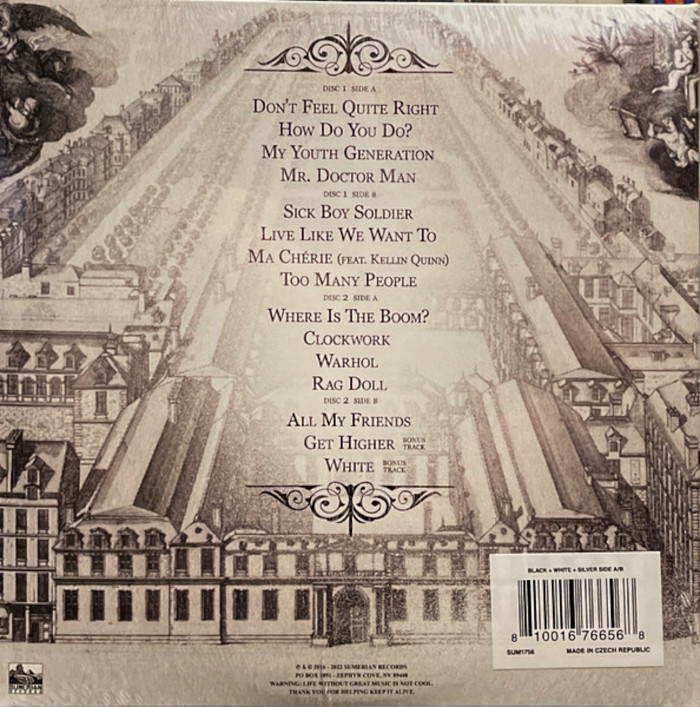 DISC 1 SIDE A
DON'T FEEL QUITE RIGHT
HOW DO YOU DO?
MY YOUTH GENERATION
MR. DOCTOR MAN
DISC 1 SIDE B
SICK BOY SOLDIER
LIVE LIKE WE WANT TO
MA CHÉRIE (FEAT. KELLIN QUINN)
TOO MANY PEOPLE
DISC 2 SIDE A
WHERE IS THE BOOM?
CLOCKWORK
WARHOL
RAG DOLL
DISC 2 SIDE B
ALL MY FRIENDS
GET HIGHER BONUS TRACK
WHITE BONUS TRACK
BLACK + WHITE + SILVER SIDE A/B
8 10016 76656 8
SUM1756 MADE IN CZECH REPUBLIC
SUMERIAN
RECORDS
℗ & © 2016 - 2022 SUMERIAN RECORDS
PO BOX 1891 - ZEPHYR COVE, NV 89448
WARNING: LIFE WITHOUT GREAT MUSIC IS NOT COOL.
THANK YOU FOR HELPING KEEP IT ALIVE.